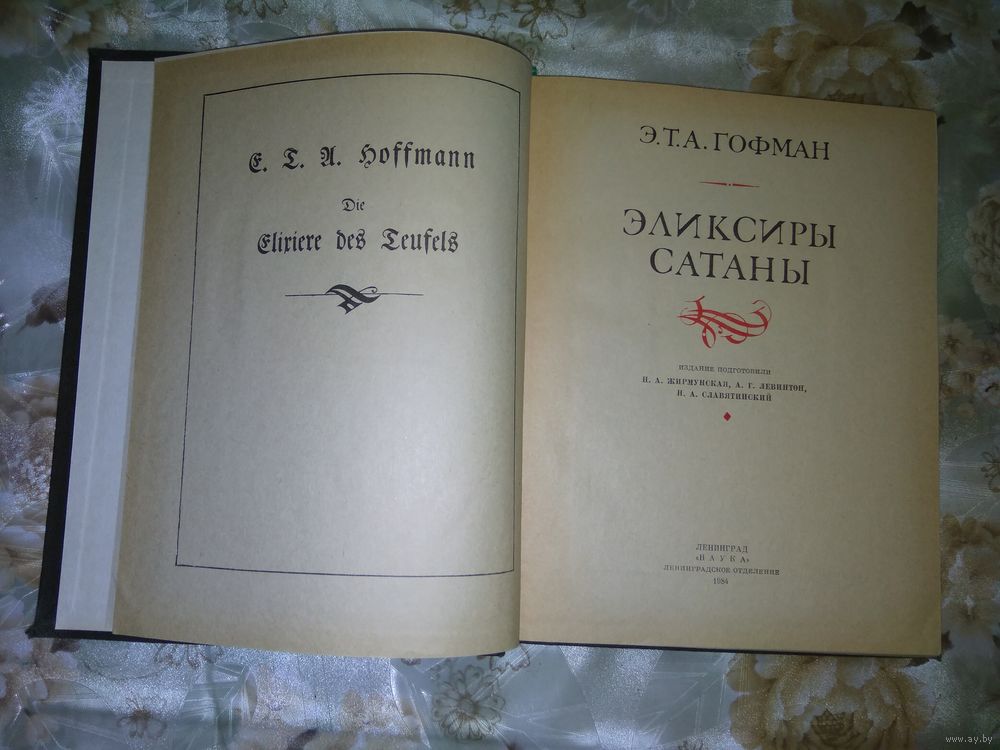 E. T. A. Hoffmann
Die
Elixiere des Teufels
Э.Т.А. ГОФМАН
ЭЛИКСИРЫ
САТАНЫ
ИЗДАНИЕ ПОДГОТОВИЛИ
Н. А. ЖИРМУНСКАЯ, А. Г. ЛЕВИНТОН,
Н. А. СЛАВЯТИНСКИЙ
ЛЕНИНГРАД
«НАУКА»
ЛЕНИНГРАДСКОЕ ОТДЕЛЕНИЕ
1984
www.ay.by